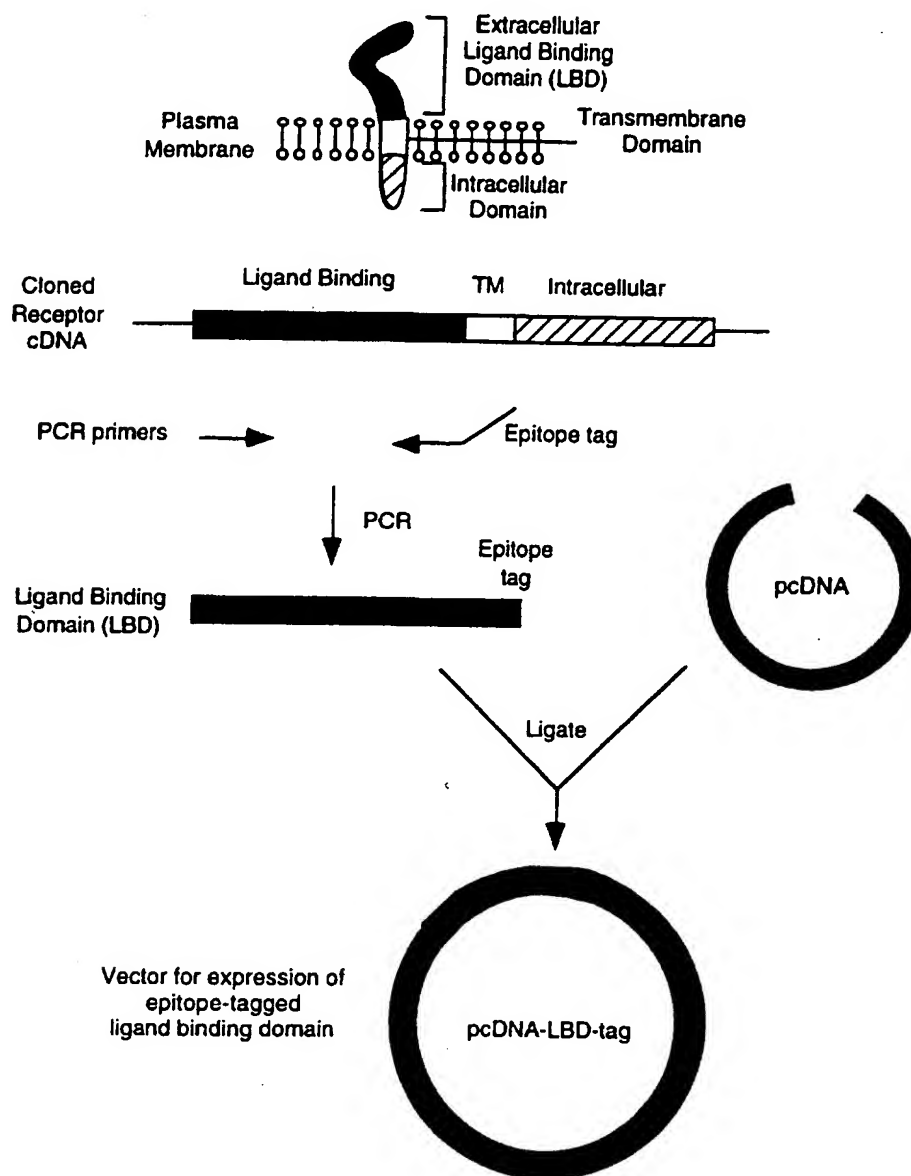 Extracellular
Ligand Binding
Domain (LBD)
Plasma
Membrane
Transmembrane
Domain
Intracellular
Domain
Cloned
Receptor
cDNA
Ligand Binding
TM
Intracellular
PCR primers
Epitope tag
PCR
Epitope
tag
Ligand Binding
Domain (LBD)
pcDNA
Ligate
Vector for expression of
epitope-tagged
ligand binding domain
pcDNA-LBD-tag